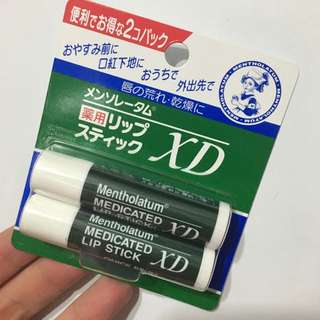 便利でお得な2コパック
おやすみ前に
口紅下地に
おうちで
外出先で
唇の荒れ・乾燥に
MENTHOLATUM
メンソレータム
薬用リップ
スティック
XD
Mentholatum
MEDICATED
LIP STICK
XD
Mentholatum
MEDICATED
LIP STICK
XD